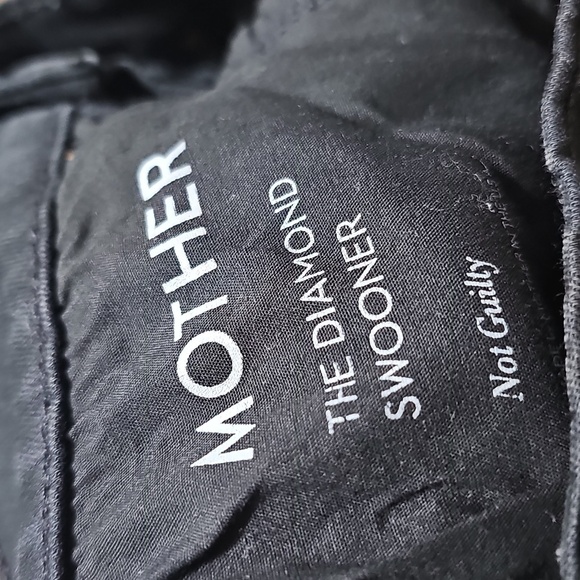 MOTHER
THE DIAMOND
SWOONER
Not Guilty